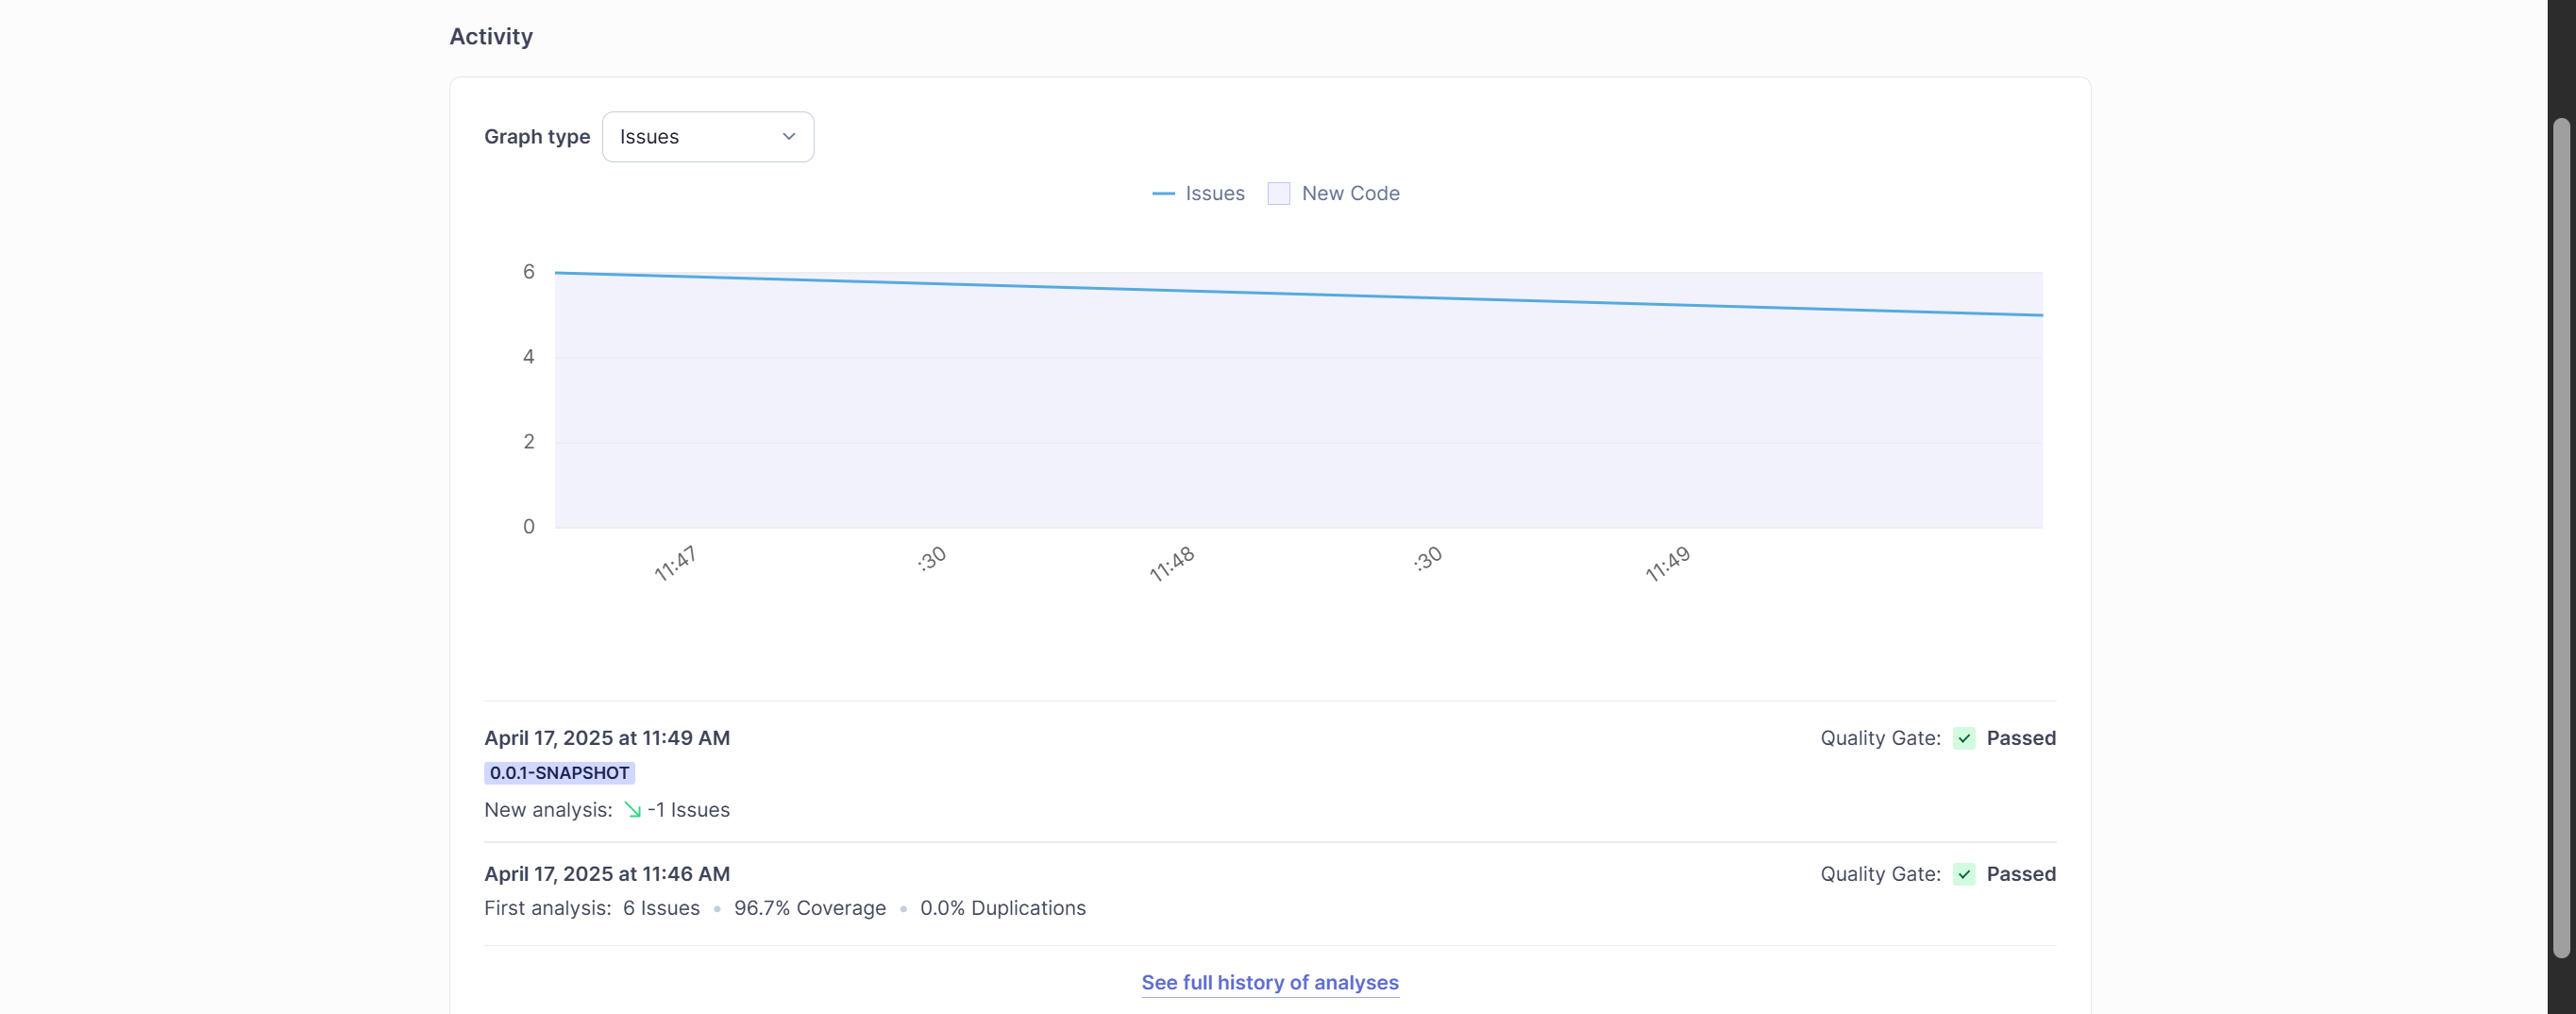 Activity
Graph type Issues
Issues New Code
6
4
2
0
11:47 :30 11:48 :30 11:49
April 17, 2025 at 11:49 AM Quality Gate: Passed
0.0.1-SNAPSHOT
New analysis: -1 Issues
April 17, 2025 at 11:46 AM Quality Gate: Passed
First analysis: 6 Issues • 96.7% Coverage • 0.0% Duplications
See full history of analyses